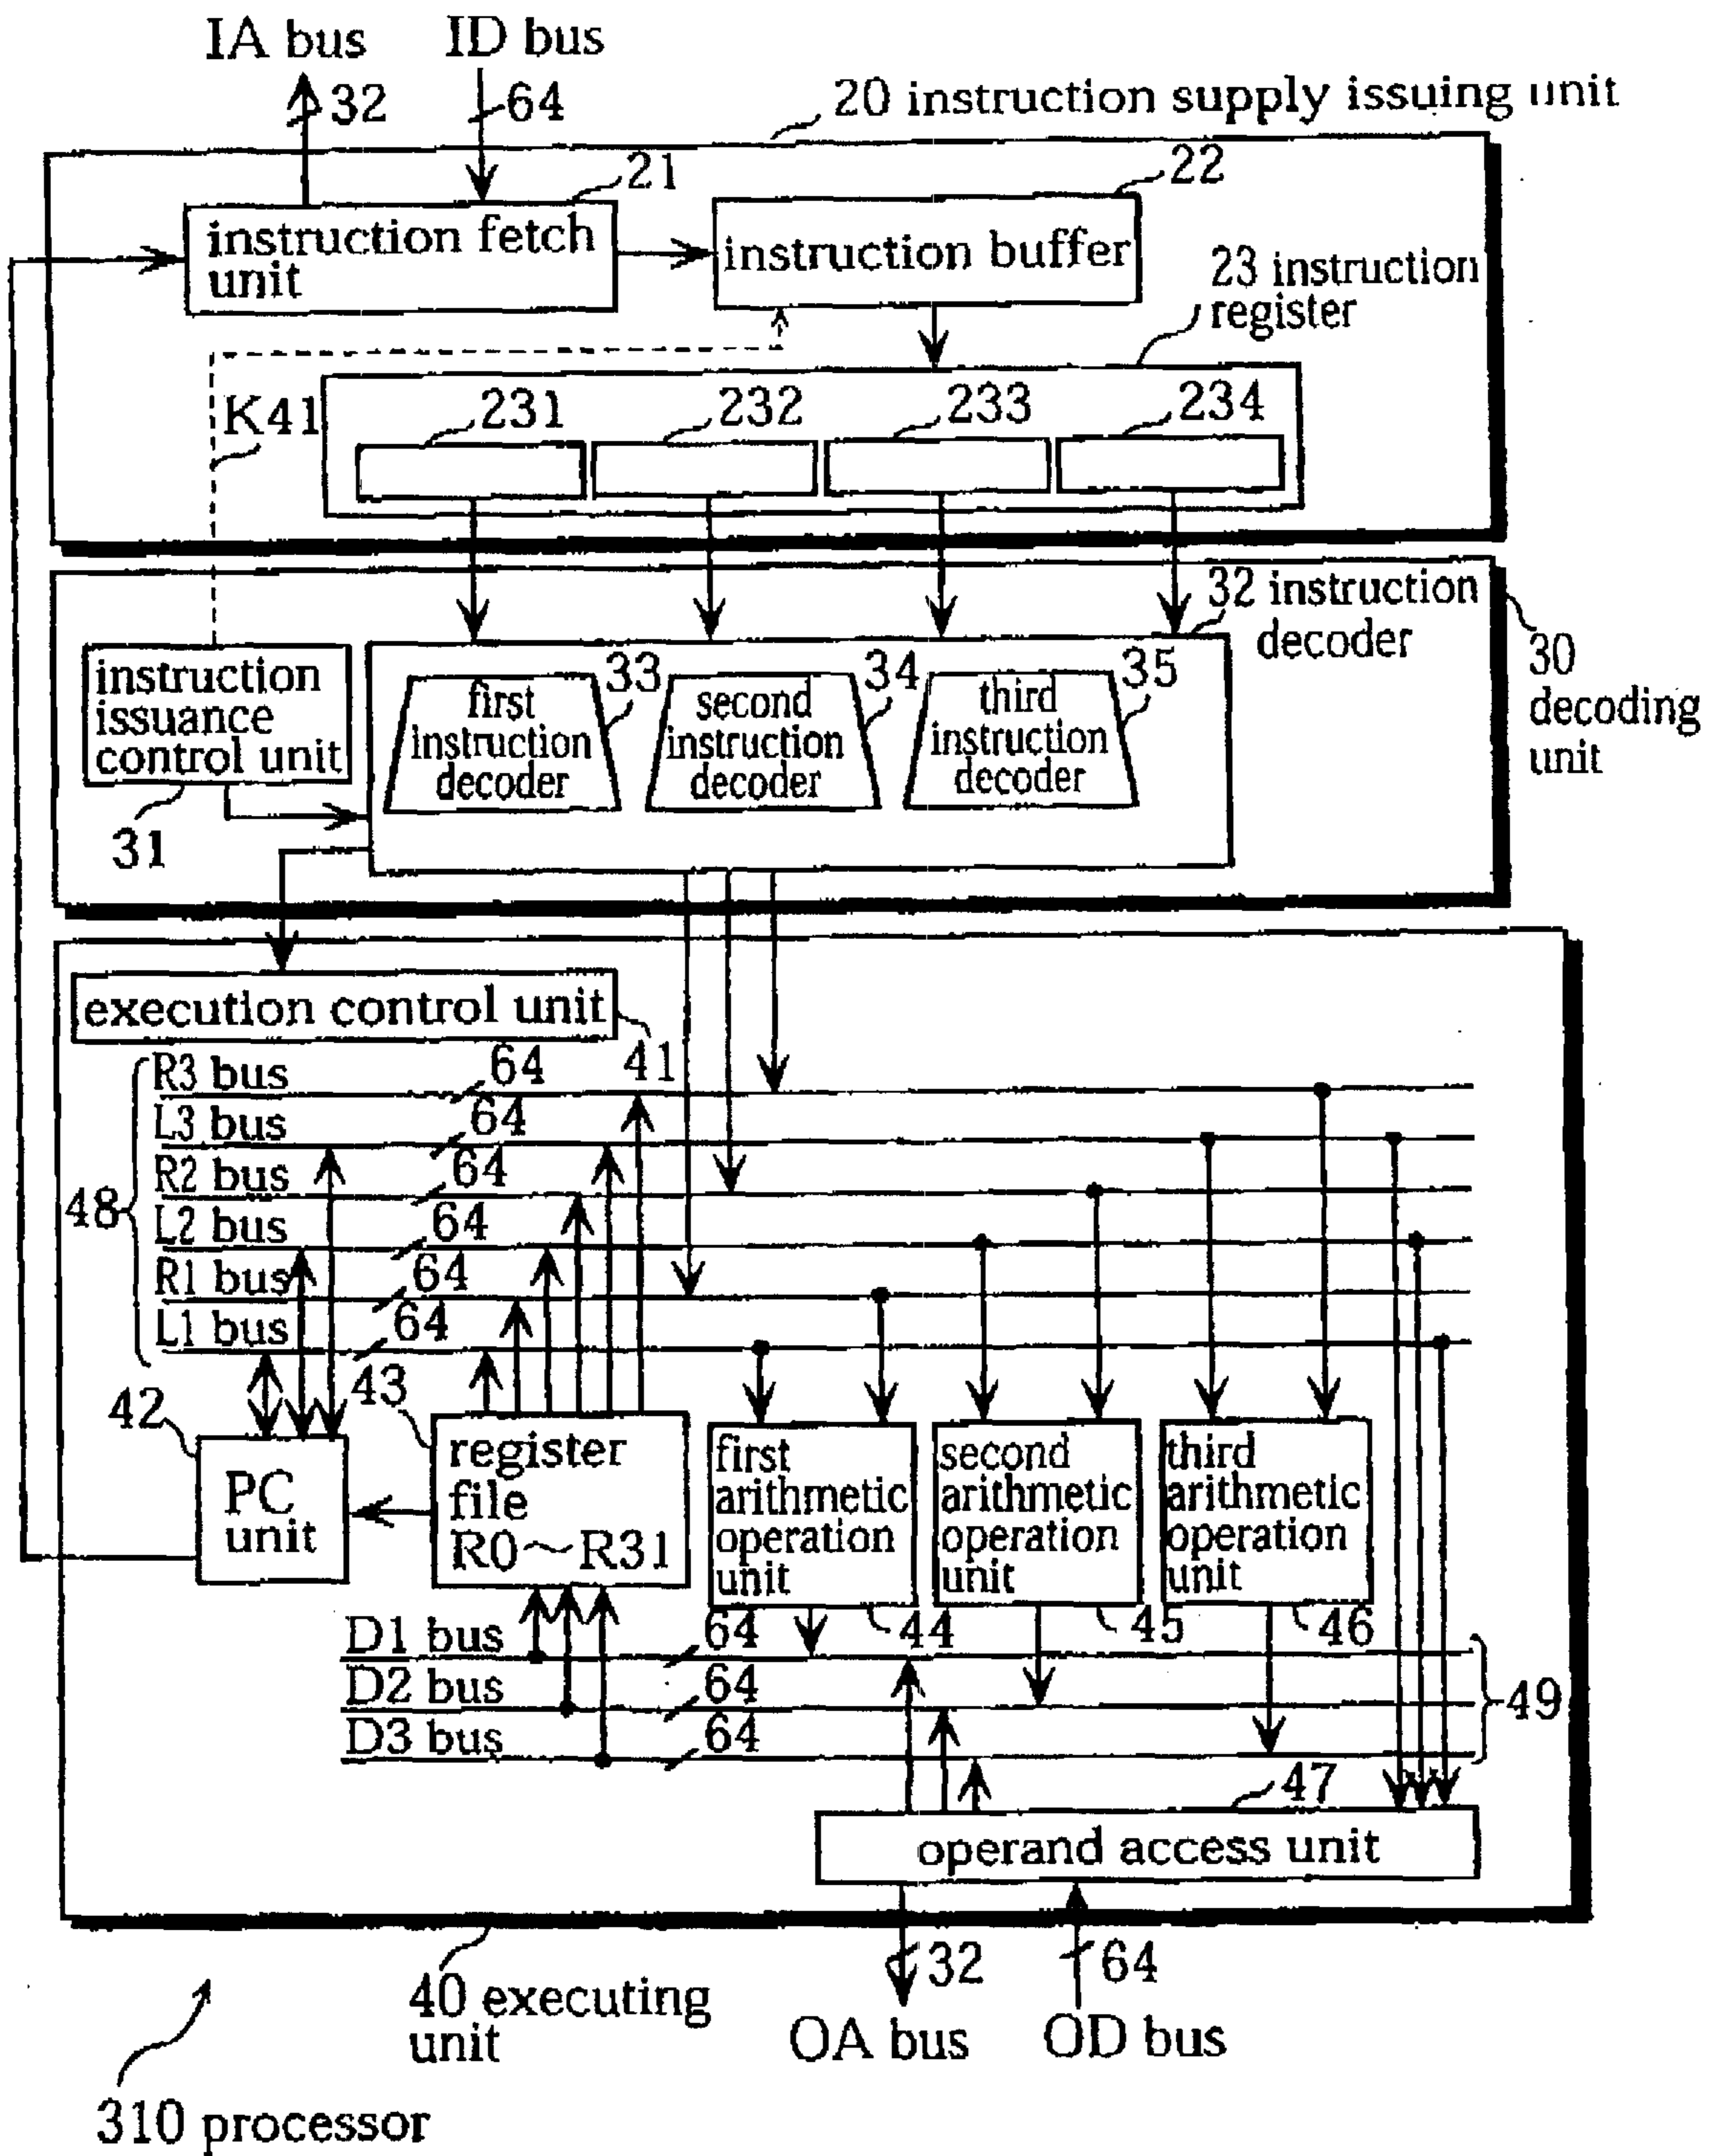 IA bus
ID bus
32
64
20 instruction supply issuing unit
21
22
instruction fetch
unit
instruction buffer
23 instruction
register
K41
231
232
233
234
32 instruction
decoder
30
decoding
unit
instruction
issuance
control unit
31
33
first
instruction
decoder
34
second
instruction
decoder
35
third
instruction
decoder
execution control unit
41
48
R3 bus
64
L3 bus
64
R2 bus
64
L2 bus
64
R1 bus
64
L1 bus
64
42
PC
unit
43
register
file
R0~R31
first
arithmetic
operation
unit
second
arithmetic
operation
unit
third
arithmetic
operation
unit
44
45
46
D1 bus
64
D2 bus
64
D3 bus
64
49
47
operand access unit
40 executing
unit
32
64
OA bus
OD bus
310 processor